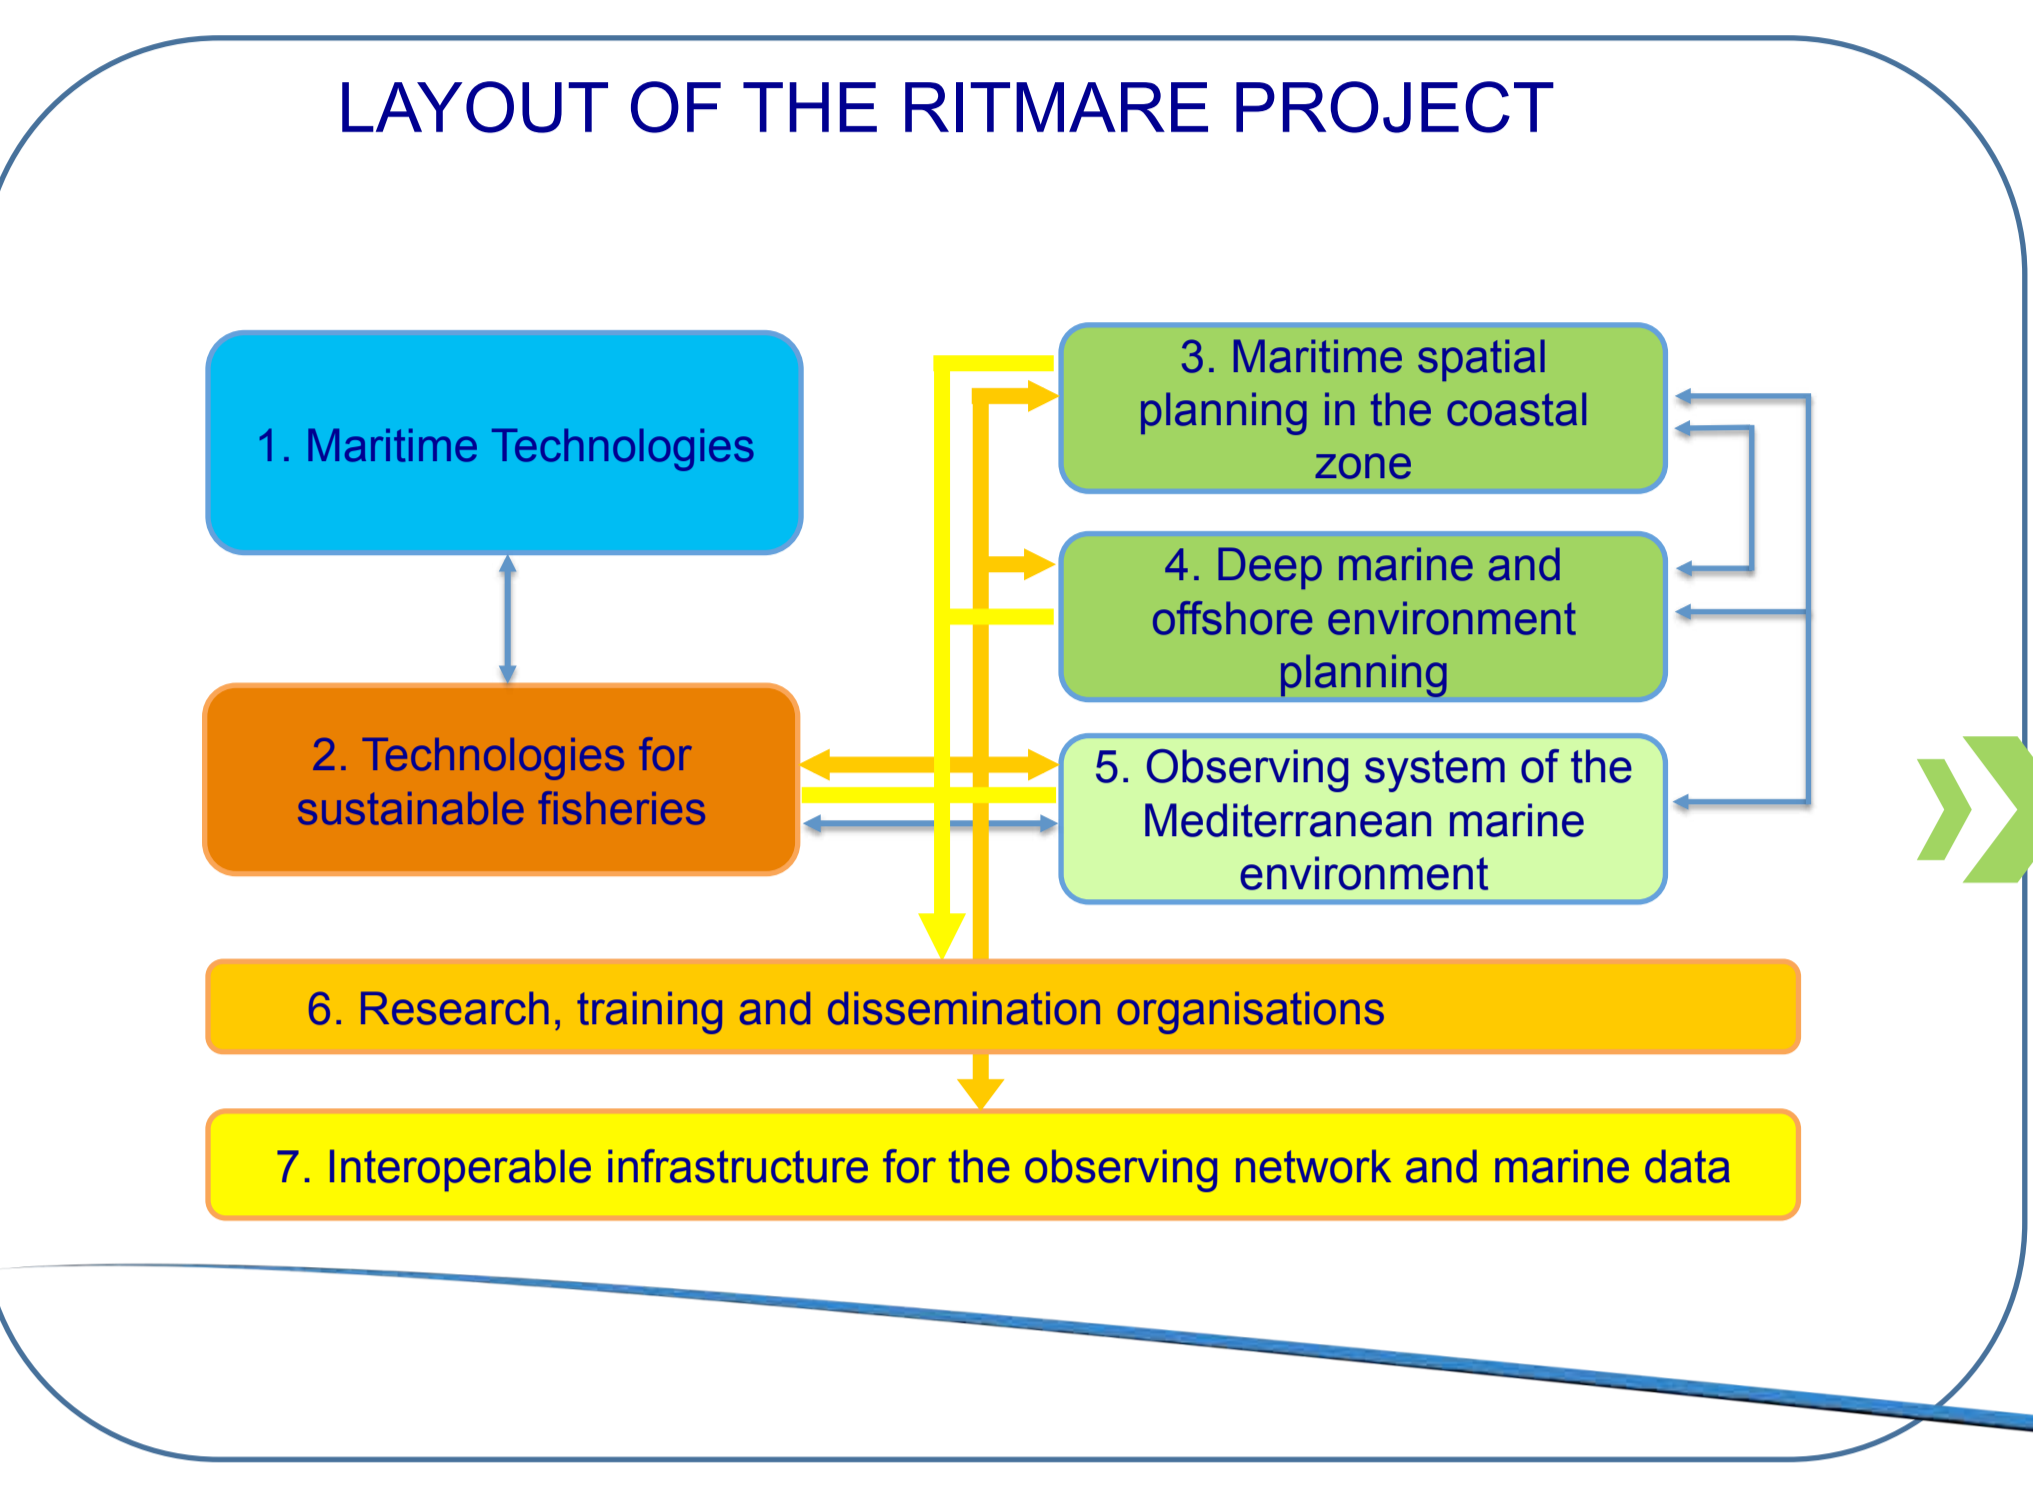 LAYOUT OF THE RITMARE PROJECT
1. Maritime Technologies
2. Technologies for
sustainable fisheries
3. Maritime spatial
planning in the coastal
zone
4. Deep marine and
offshore environment
planning
5. Observing system of the
Mediterranean marine
environment
6. Research, training and dissemination organisations
7. Interoperable infrastructure for the observing network and marine data